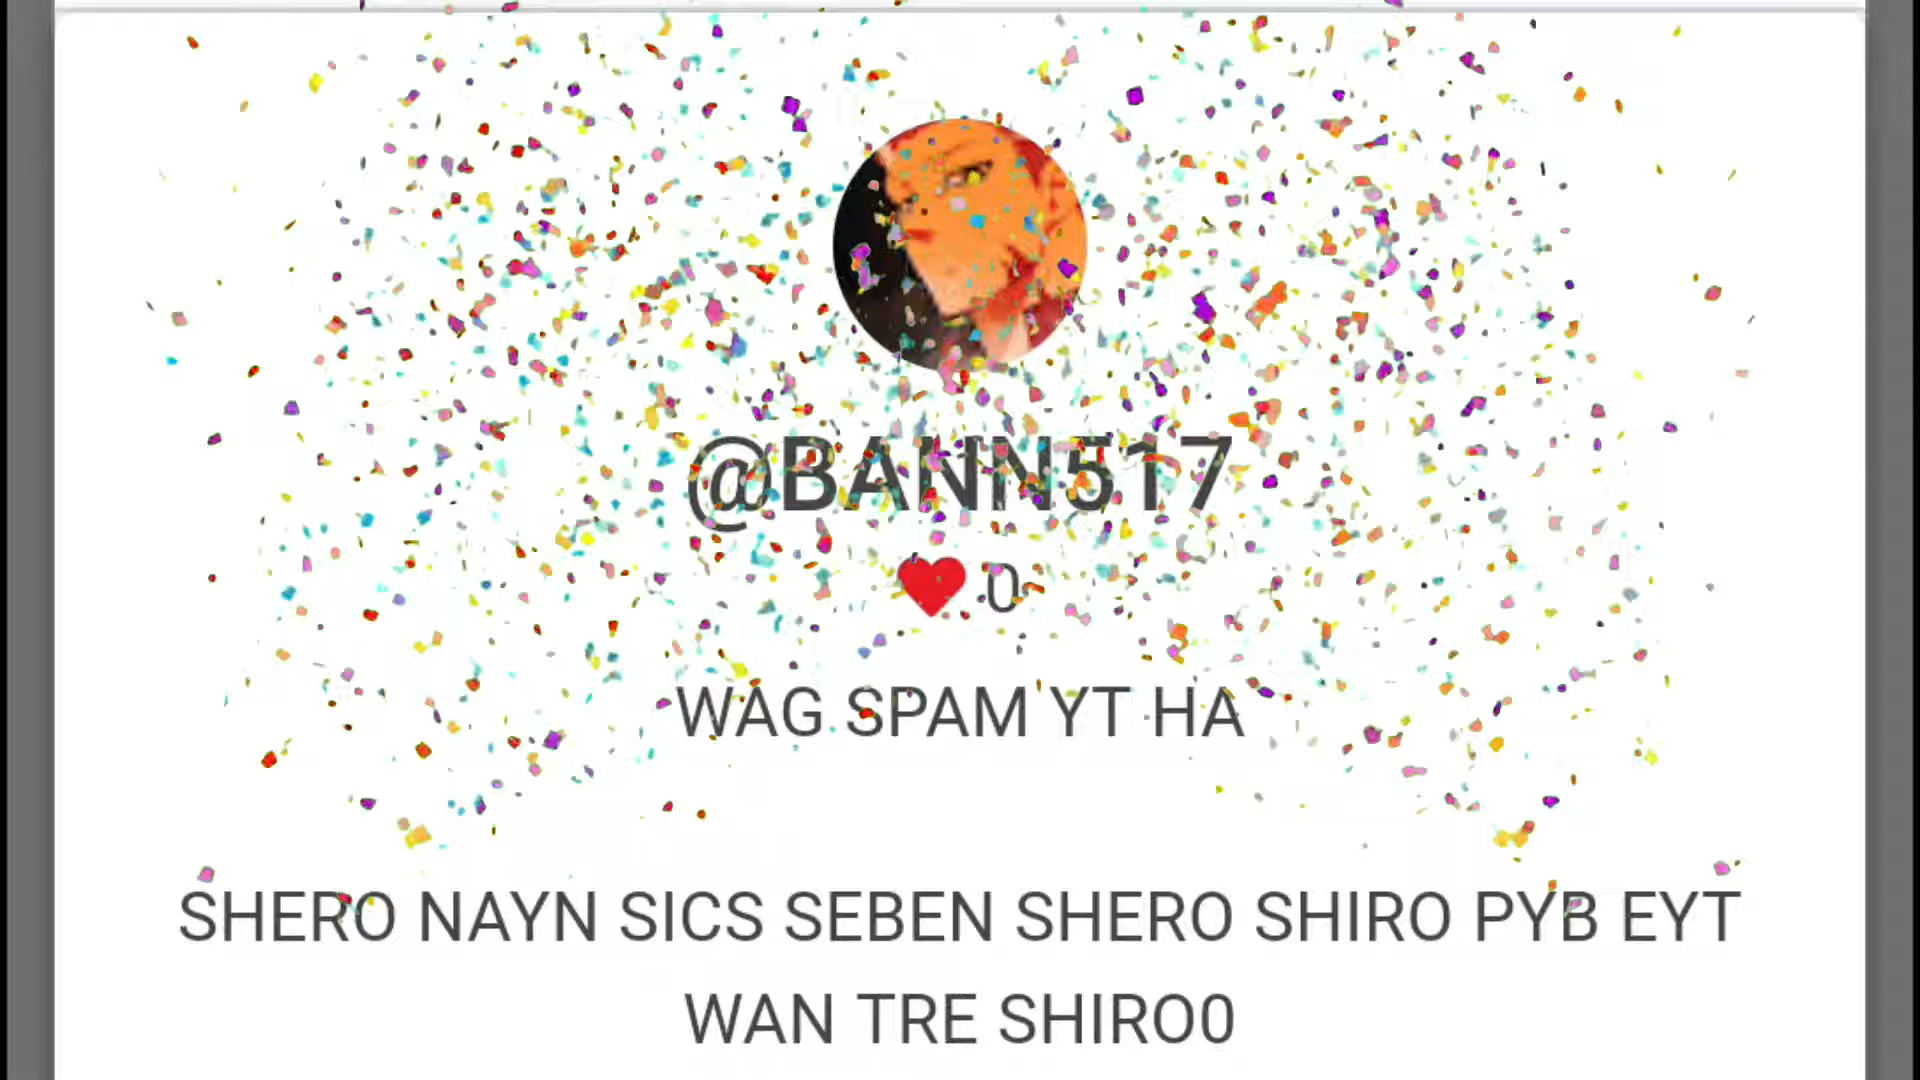 @BANN517
0
WAG SPAM YT HA
SHERO NAYN SICS SEBEN SHERO SHIRO PYB EYT
WAN TRE SHIRO0